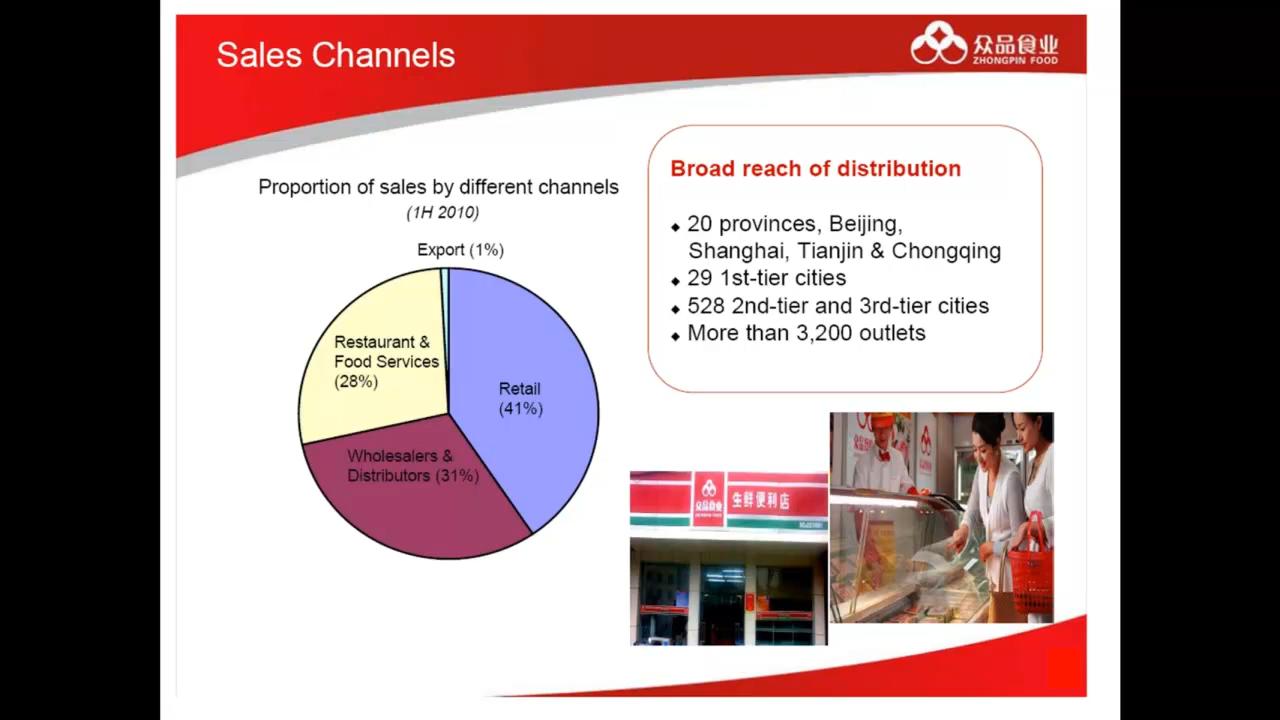 Sales Channels
众品食业
ZHONGPIN FOOD
Proportion of sales by different channels
(1H 2010)
Export (1%)
Restaurant &
Food Services
(28%)
Retail
(41%)
Wholesalers &
Distributors (31%)
Broad reach of distribution
◆ 20 provinces, Beijing,
Shanghai, Tianjin & Chongqing
◆ 29 1st-tier cities
◆ 528 2nd-tier and 3rd-tier cities
◆ More than 3,200 outlets
众品食业
ZHONGPIN FOOD
生鲜便利店